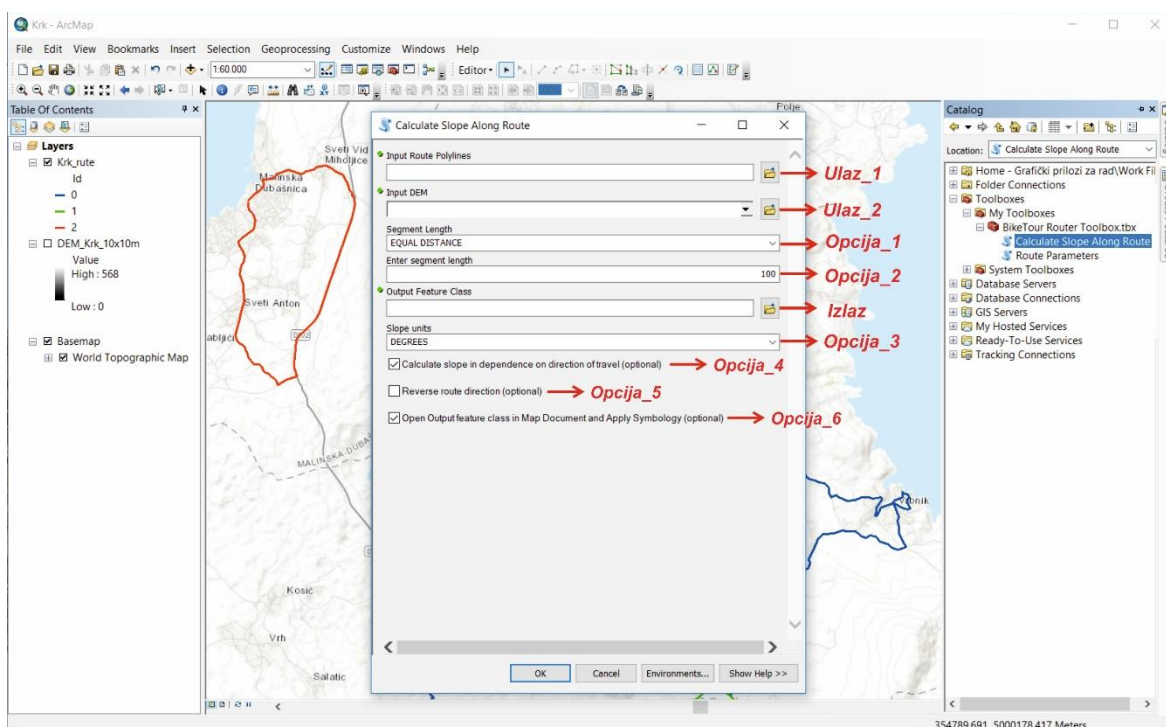 Krk - ArcMap
File Edit View Bookmarks Insert Selection Geoprocessing Customize Windows Help
1:60 000
Editor
Table Of Contents
Layers
Krk_rute
Id
0
1
2
DEM_Krk_10x10m
Value
High : 568
Low : 0
Basemap
World Topographic Map
Polje
Sveti Vid
Miholjice
Malinska
Dubašnica
Sveti Anton
MALINSKA-DUBAŠ
Kosić
Vrh
Salatic
Vrbnik
Calculate Slope Along Route
Input Route Polylines
Ulaz_1
Input DEM
Ulaz_2
Segment Length
EQUAL DISTANCE
Opcija_1
Enter segment length
100
Opcija_2
Output Feature Class
Izlaz
Slope units
DEGREES
Opcija_3
Calculate slope in dependence on direction of travel (optional)
Opcija_4
Reverse route direction (optional)
Opcija_5
Open Output feature class in Map Document and Apply Symbology (optional)
Opcija_6
OK Cancel Environments... Show Help >>
Catalog
Location: Calculate Slope Along Route
Home - Grafički prilozi za rad\Work Fil
Folder Connections
Toolboxes
My Toolboxes
BikeTour Router Toolbox.tbx
Calculate Slope Along Route
Route Parameters
System Toolboxes
Database Servers
Database Connections
GIS Servers
My Hosted Services
Ready-To-Use Services
Tracking Connections
354789,691 5000178,417 Meters